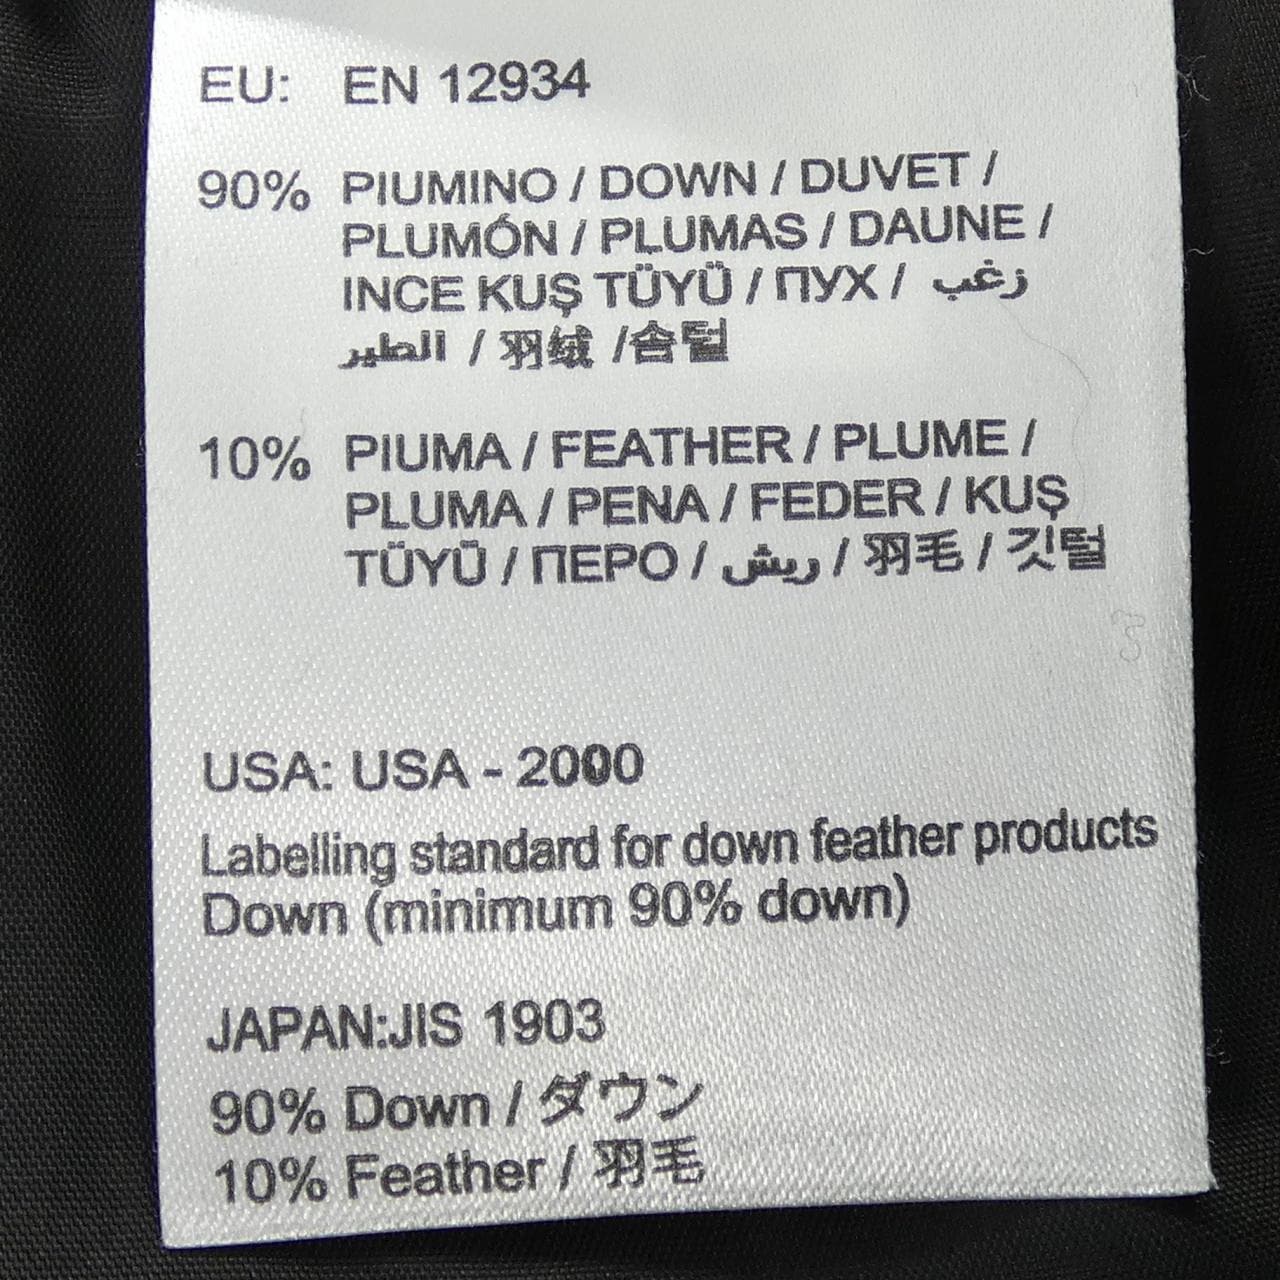 EU: EN 12934
90% PIUMINO / DOWN / DUVET /
PLUMÓN / PLUMAS / DAUNE /
INCE KUŞ TÜYÜ / ПУХ / زغب
الطير / 羽绒 /솜털
10% PIUMA / FEATHER / PLUME /
PLUMA / PENA / FEDER / KUŞ
TÜYÜ / ПЕРО / ريش / 羽毛 / 깃털
USA: USA - 2000
Labelling standard for down feather products
Down (minimum 90% down)
JAPAN:JIS 1903
90% Down / ダウン
10% Feather / 羽毛